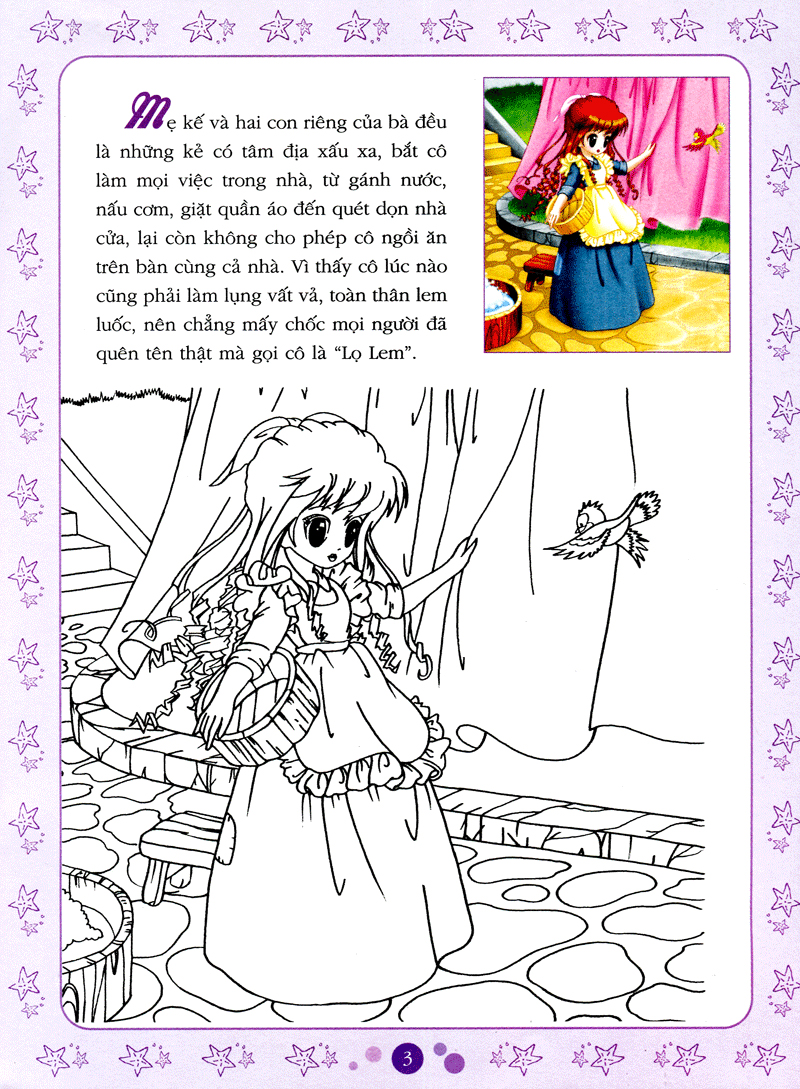 Mẹ kế và hai con riêng của bà đều
là những kẻ có tâm địa xấu xa, bắt cô
làm mọi việc trong nhà, từ gánh nước,
nấu cơm, giặt quần áo đến quét dọn nhà
cửa, lại còn không cho phép cô ngồi ăn
trên bàn cùng cả nhà. Vì thấy cô lúc nào
cũng phải làm lụng vất vả, toàn thân lem
luốc, nên chẳng mấy chốc mọi người đã
quên tên thật mà gọi cô là “Lọ Lem”.
3